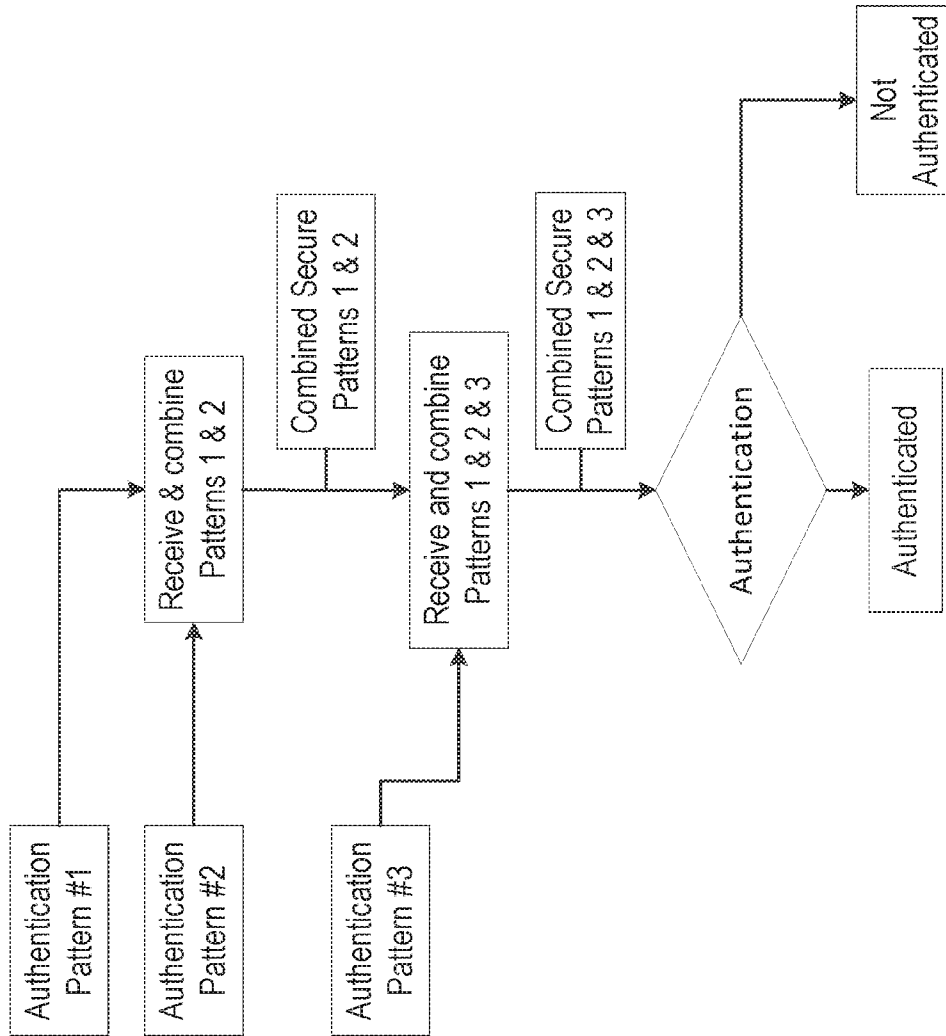 Authentication
Pattern #1
Authentication
Pattern #2
Receive & combine
Patterns 1 & 2
Combined Secure
Patterns 1 & 2
Authentication
Pattern #3
Receive and combine
Patterns 1 & 2 & 3
Combined Secure
Patterns 1 & 2 & 3
Authentication
Authenticated
Not
Authenticated